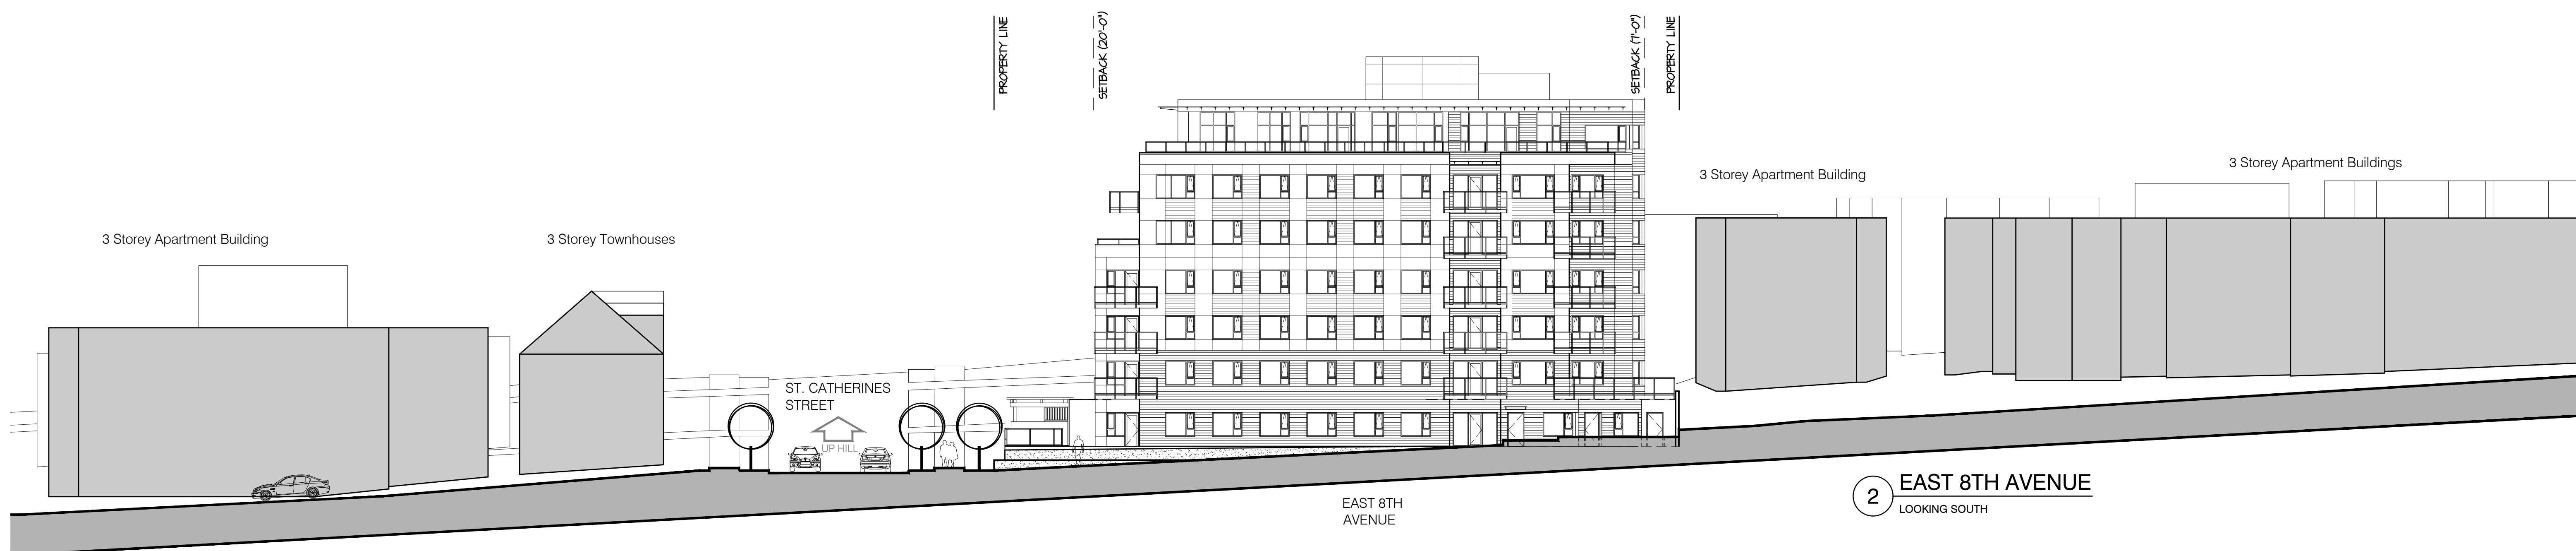 PROPERTY LINE
SETBACK (20'-0")
SETBACK (1'-0")
PROPERTY LINE
3 Storey Apartment Building
3 Storey Townhouses
3 Storey Apartment Building
3 Storey Apartment Buildings
ST. CATHERINES
STREET
UP HILL
EAST 8TH
AVENUE
2
EAST 8TH AVENUE
LOOKING SOUTH